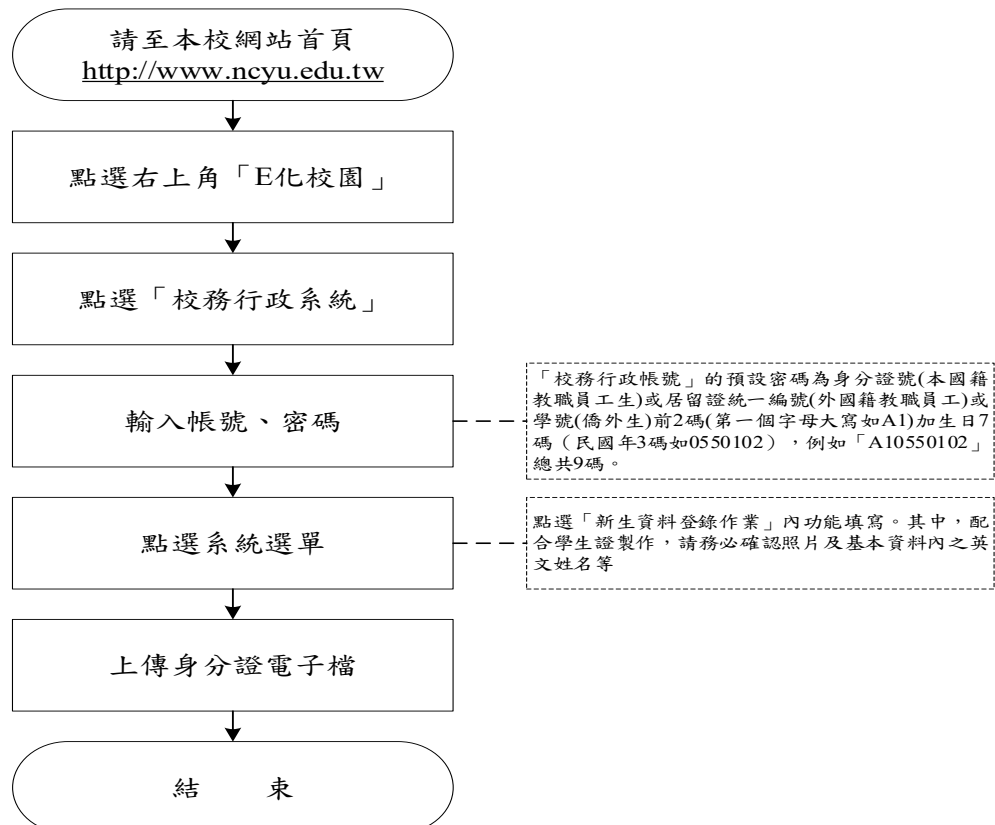 請至本校網站首頁
http://www.ncyu.edu.tw
點選右上角「E化校園」
點選「校務行政系統」
輸入帳號、密碼
「校務行政帳號」的預設密碼為身分證號(本國籍
教職員工生)或居留證統一編號(外國籍教職員工)或
學號(僑外生)前2碼(第一個字母大寫如A1)加生日7
碼（民國年3碼如0550102），例如「A10550102」
總共9碼。
點選系統選單
點選「新生資料登錄作業」內功能填寫。其中，配
合學生證製作，請務必確認照片及基本資料內之英
文姓名等
上傳身分證電子檔
結　　束